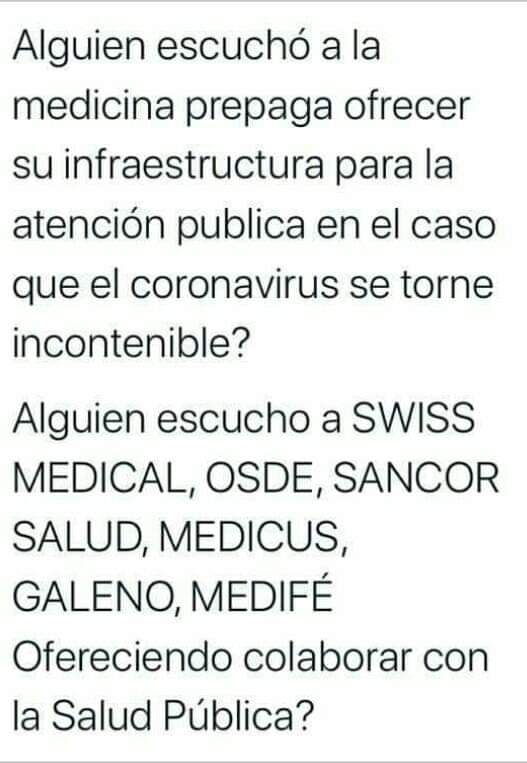 Alguien escuchó a la
medicina prepaga ofrecer
su infraestructura para la
atención publica en el caso
que el coronavirus se torne
incontenible?
Alguien escucho a SWISS
MEDICAL, OSDE, SANCOR
SALUD, MEDICUS,
GALENO, MEDIFÉ
Ofereciendo colaborar con
la Salud Pública?